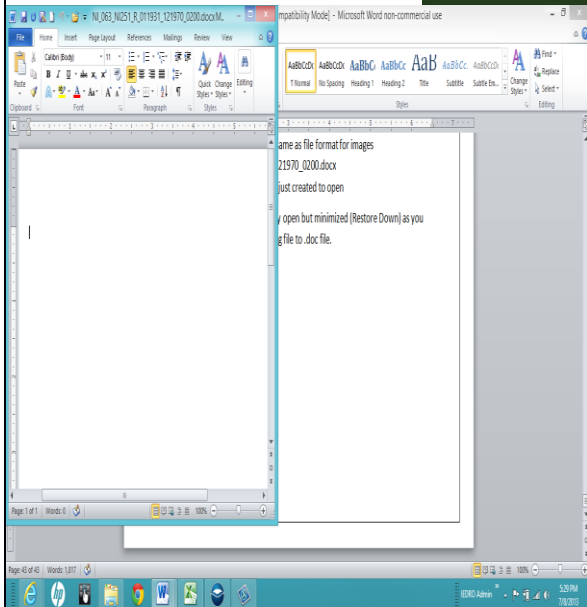 NI_063_NI251_R_011931_121970_0200.docx
mpatibility Mode] - Microsoft Word non-commercial use
File Home Insert Page Layout References Mailings Review View
Calibri (Body) 11
Paste
Quick Styles
Change Styles
Editing
Clipboard Font Paragraph Styles
AaBbCcDc AaBbCcDc AaBbC AaBbCc AaB AaBbCc. AaBbCcDc
¶ Normal No Spacing Heading 1 Heading 2 Title Subtitle Subtle Em...
Change Styles
Find
Replace
Select
Styles Editing
ame as file format for images
21970_0200.docx
just created to open
y open but minimized (Restore Down) as you
g file to .doc file.
Page: 1 of 1 Words: 0 100%
Page: 43 of 43 Words: 1,817 100%
IEDRO Admin
5:29 PM
7/8/2013